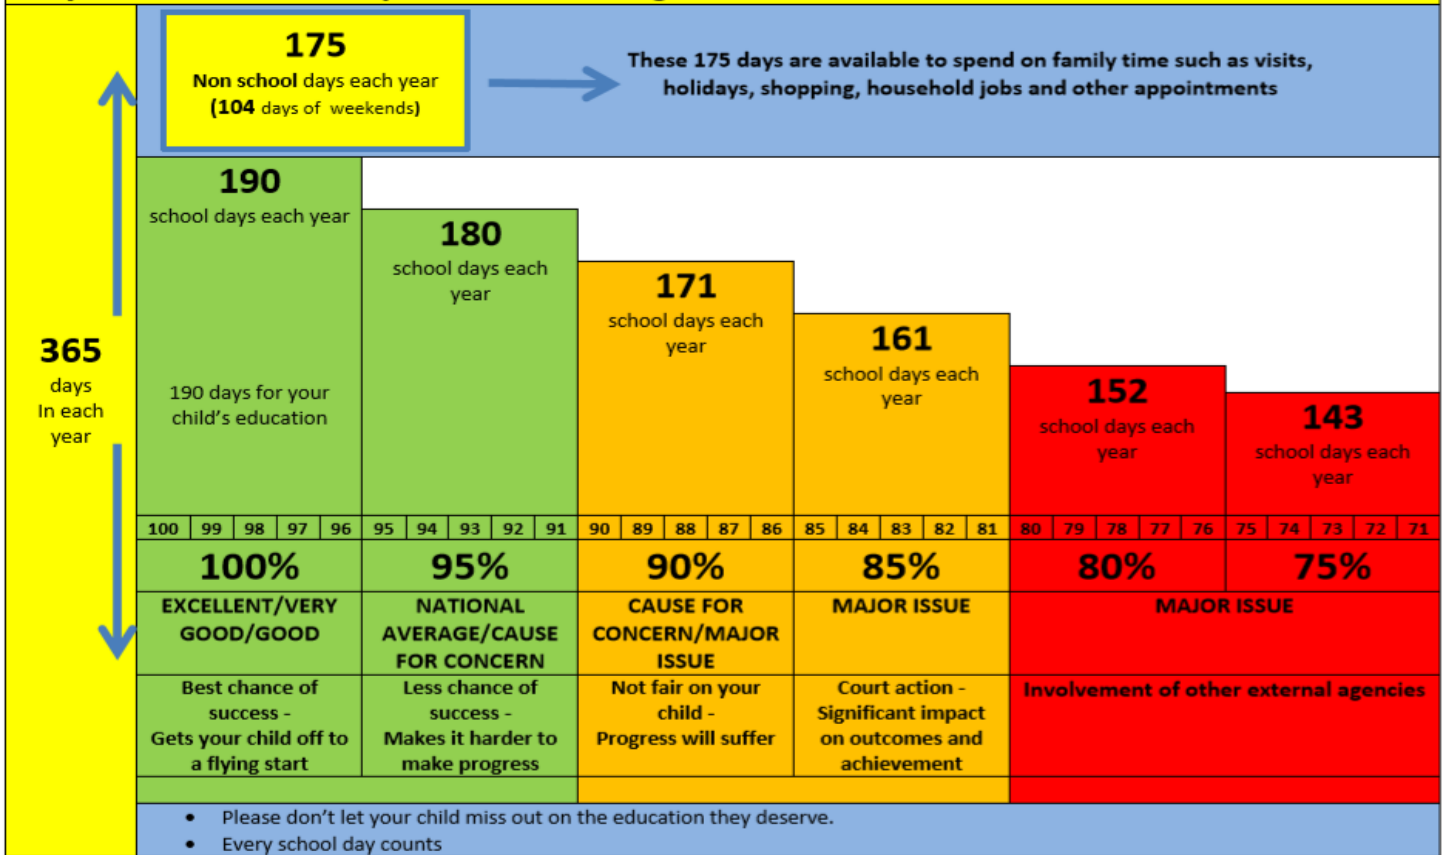 175
Non school days each year
(104 days of weekends)
These 175 days are available to spend on family time such as visits,
holidays, shopping, household jobs and other appointments
365
days
In each
year
190
school days each year
190 days for your
child's education
180
school days each
year
171
school days each
year
161
school days each
year
152
school days each
year
143
school days each
year
100 99 98 97 96 95 94 93 92 91 90 89 88 87 86 85 84 83 82 81 80 79 78 77 76 75 74 73 72 71
100% 95% 90% 85% 80% 75%
EXCELLENT/VERY
GOOD/GOOD
NATIONAL
AVERAGE/CAUSE
FOR CONCERN
CAUSE FOR
CONCERN/MAJOR
ISSUE
MAJOR ISSUE
MAJOR ISSUE
Best chance of
success -
Gets your child off to
a flying start
Less chance of
success -
Makes it harder to
make progress
Not fair on your
child -
Progress will suffer
Court action -
Significant impact
on outcomes and
achievement
Involvement of other external agencies
• Please don't let your child miss out on the education they deserve.
• Every school day counts